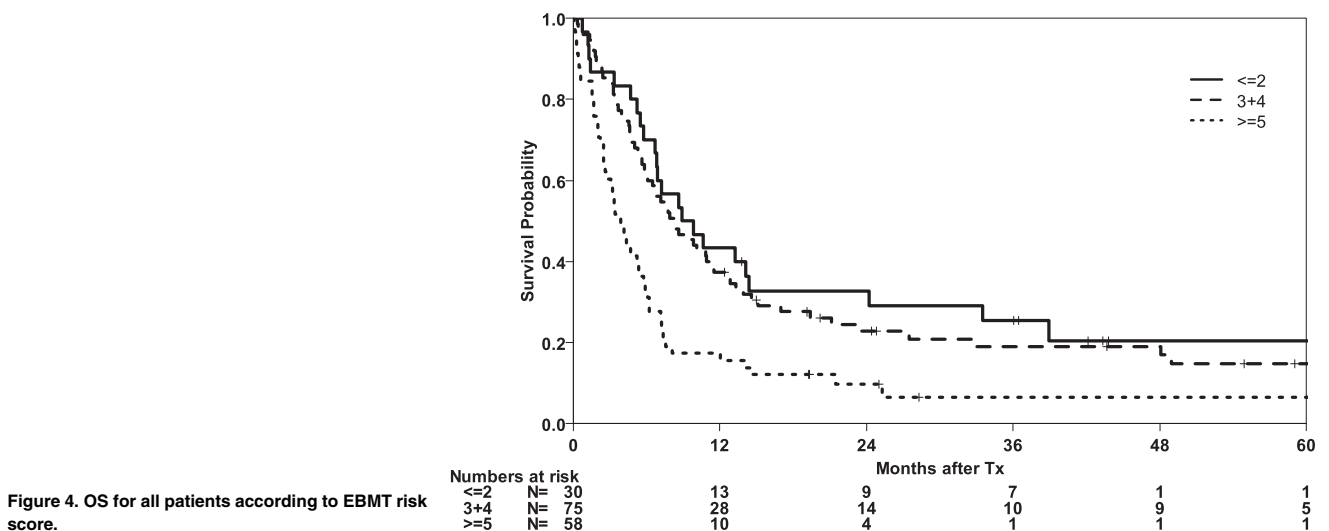 1.0
0.8
0.6
0.4
0.2
0.0
Survival Probability
<=2
3+4
>=5
0 12 24 36 48 60
Months after Tx
Numbers at risk
<=2 N= 30 13 9 7 1 1
3+4 N= 75 28 14 10 9 5
>=5 N= 58 10 4 1 1 1
Figure 4. OS for all patients according to EBMT risk
score.